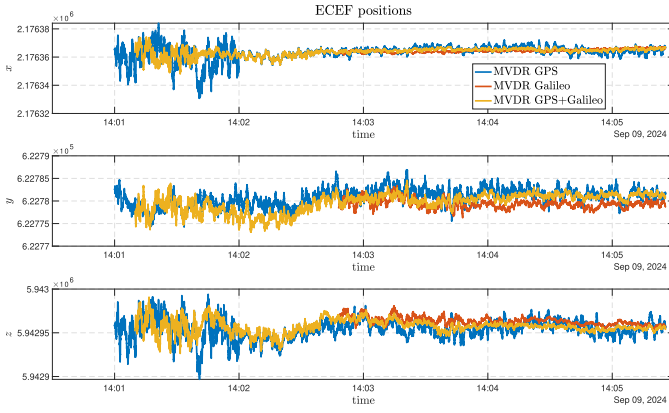 ECEF positions
×10⁶
2.17638
2.17636
2.17634
2.17632
x
14:01 14:02 14:03 14:04 14:05
time
Sep 09, 2024
MVDR GPS
MVDR Galileo
MVDR GPS+Galileo
×10⁵
6.2279
6.22785
6.2278
6.22775
6.2277
y
14:01 14:02 14:03 14:04 14:05
time
Sep 09, 2024
×10⁶
5.943
5.94295
5.9429
z
14:01 14:02 14:03 14:04 14:05
time
Sep 09, 2024